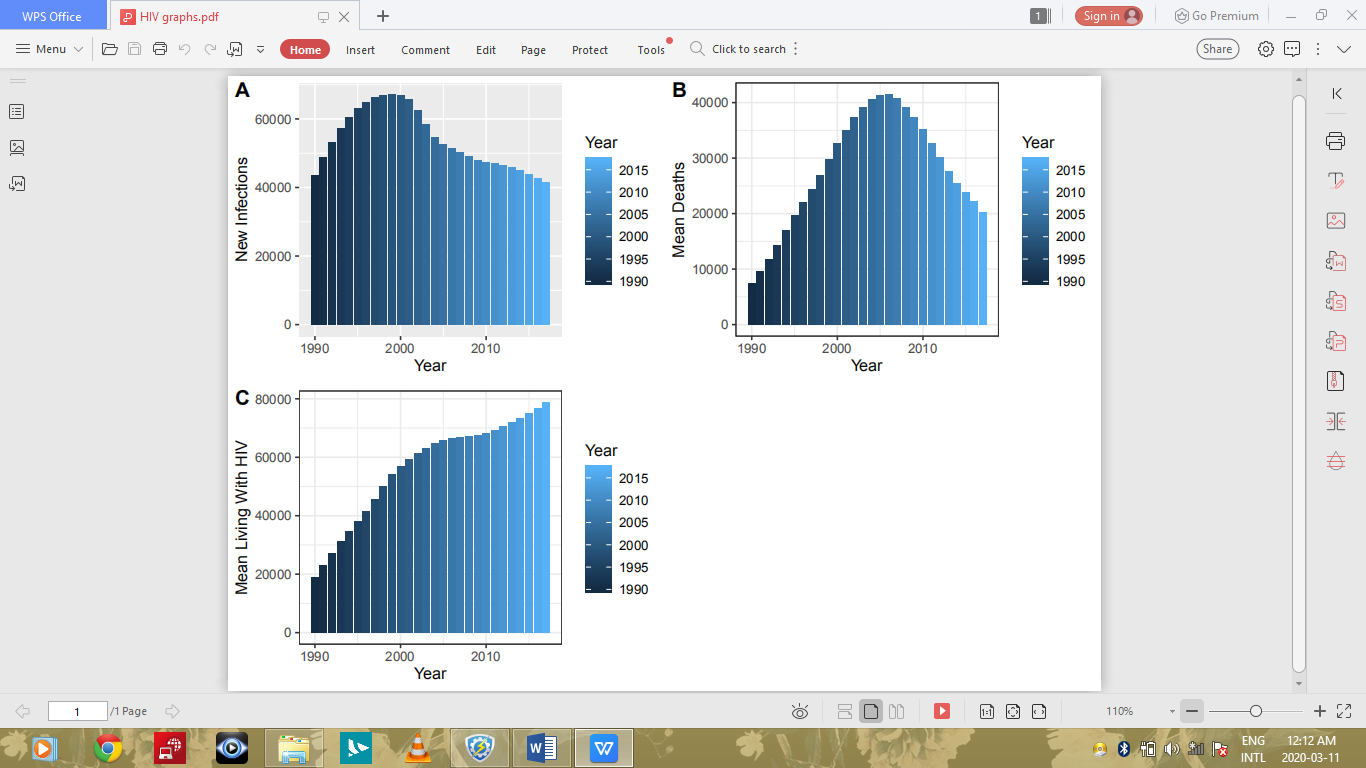 WPS Office
HIV graphs.pdf
1
Sign in
Go Premium
Menu
Home
Insert
Comment
Edit
Page
Protect
Tools
Click to search
Share
A
60000
40000
20000
0
New Infections
1990 2000 2010
Year
Year
2015
2010
2005
2000
1995
1990
B
40000
30000
20000
10000
0
Mean Deaths
1990 2000 2010
Year
Year
2015
2010
2005
2000
1995
1990
C
80000
60000
40000
20000
0
Mean Living With HIV
1990 2000 2010
Year
Year
2015
2010
2005
2000
1995
1990
1 /1 Page
1:1
110%
ENG 12:12 AM
INTL 2020-03-11